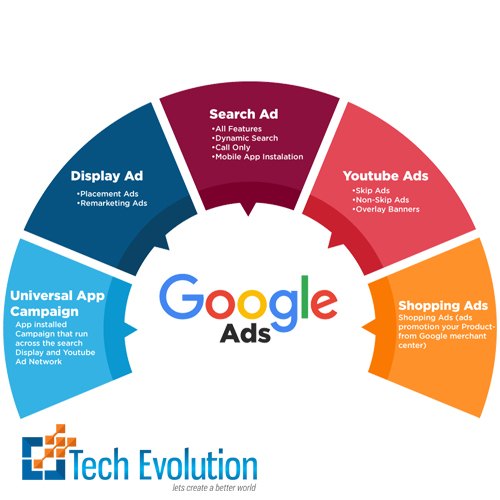 Search Ad
•All Features
•Dynamic Search
•Call Only
•Mobile App Instalation
Display Ad
•Placement Ads
•Remarketing Ads
Youtube Ads
•Skip Ads
•Non-Skip Ads
•Overlay Banners
Universal App
Campaign
App installed
Campaign that run
across the search
Display and Youtube
Ad Network
Shopping Ads
Shopping Ads (ads
promotion your Product-
from Google merchant
center)
Google
Ads
Tech Evolution
lets create a better world